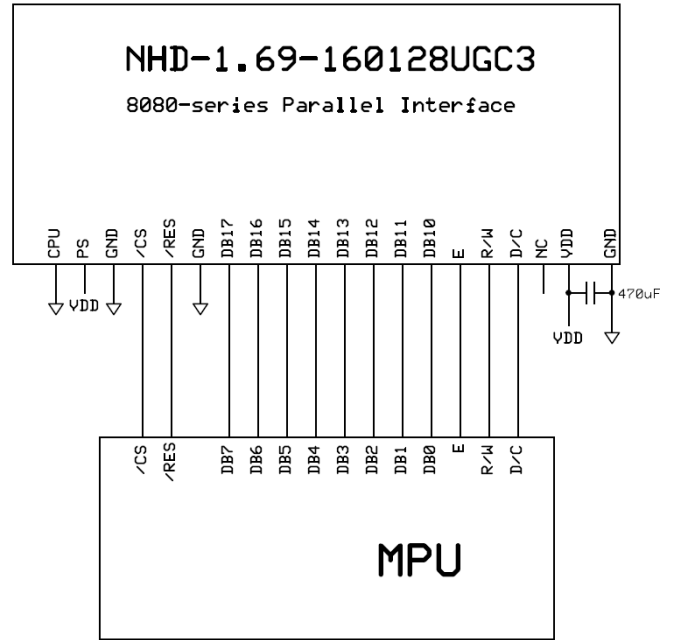 NHD-1.69-160128UGC3
8080-series Parallel Interface
CPU
PS
GND
/CS
/RES
GND
DB17
DB16
DB15
DB14
DB13
DB12
DB11
DB10
E
R/W
D/C
NC
VDD
GND
VDD
470uF
VDD
/CS
/RES
DB7
DB6
DB5
DB4
DB3
DB2
DB1
DB0
E
R/W
D/C
MPU